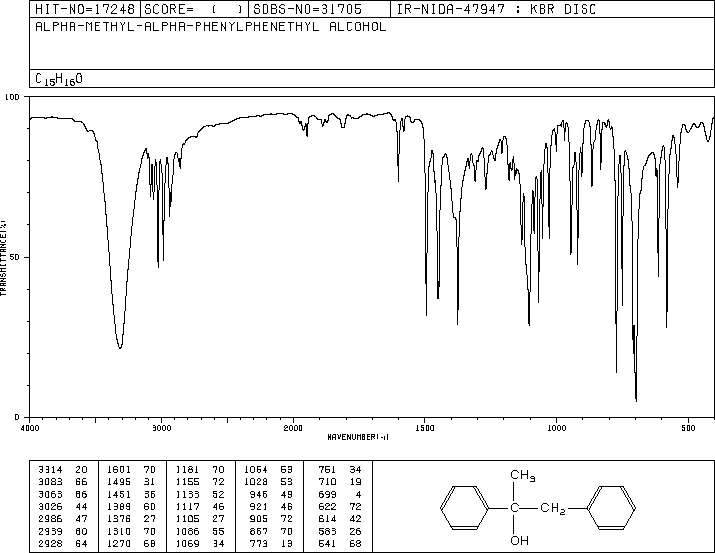 HIT-NO=17248 SCORE= ( ) SDBS-NO=31705 IR-NIDA-47947 : KBR DISC
ALPHA-METHYL-ALPHA-PHENYLPHENETHYL ALCOHOL
C15H16O
100
50
0
TRANSMITTANCE(%)
4000 3000 2000 1500 1000 500
WAVENUMBER(-1)
3314 20 1601 70 1181 70 1064 53 751 34
3083 66 1495 31 1155 72 1028 53 710 19
3063 66 1451 35 1133 52 946 49 699 4
3026 44 1389 60 1117 46 921 46 622 72
2986 47 1376 27 1105 27 905 72 614 42
2939 60 1310 70 1086 55 867 70 583 26
2928 64 1270 68 1069 34 773 13 541 68
CH3
C CH2
OH